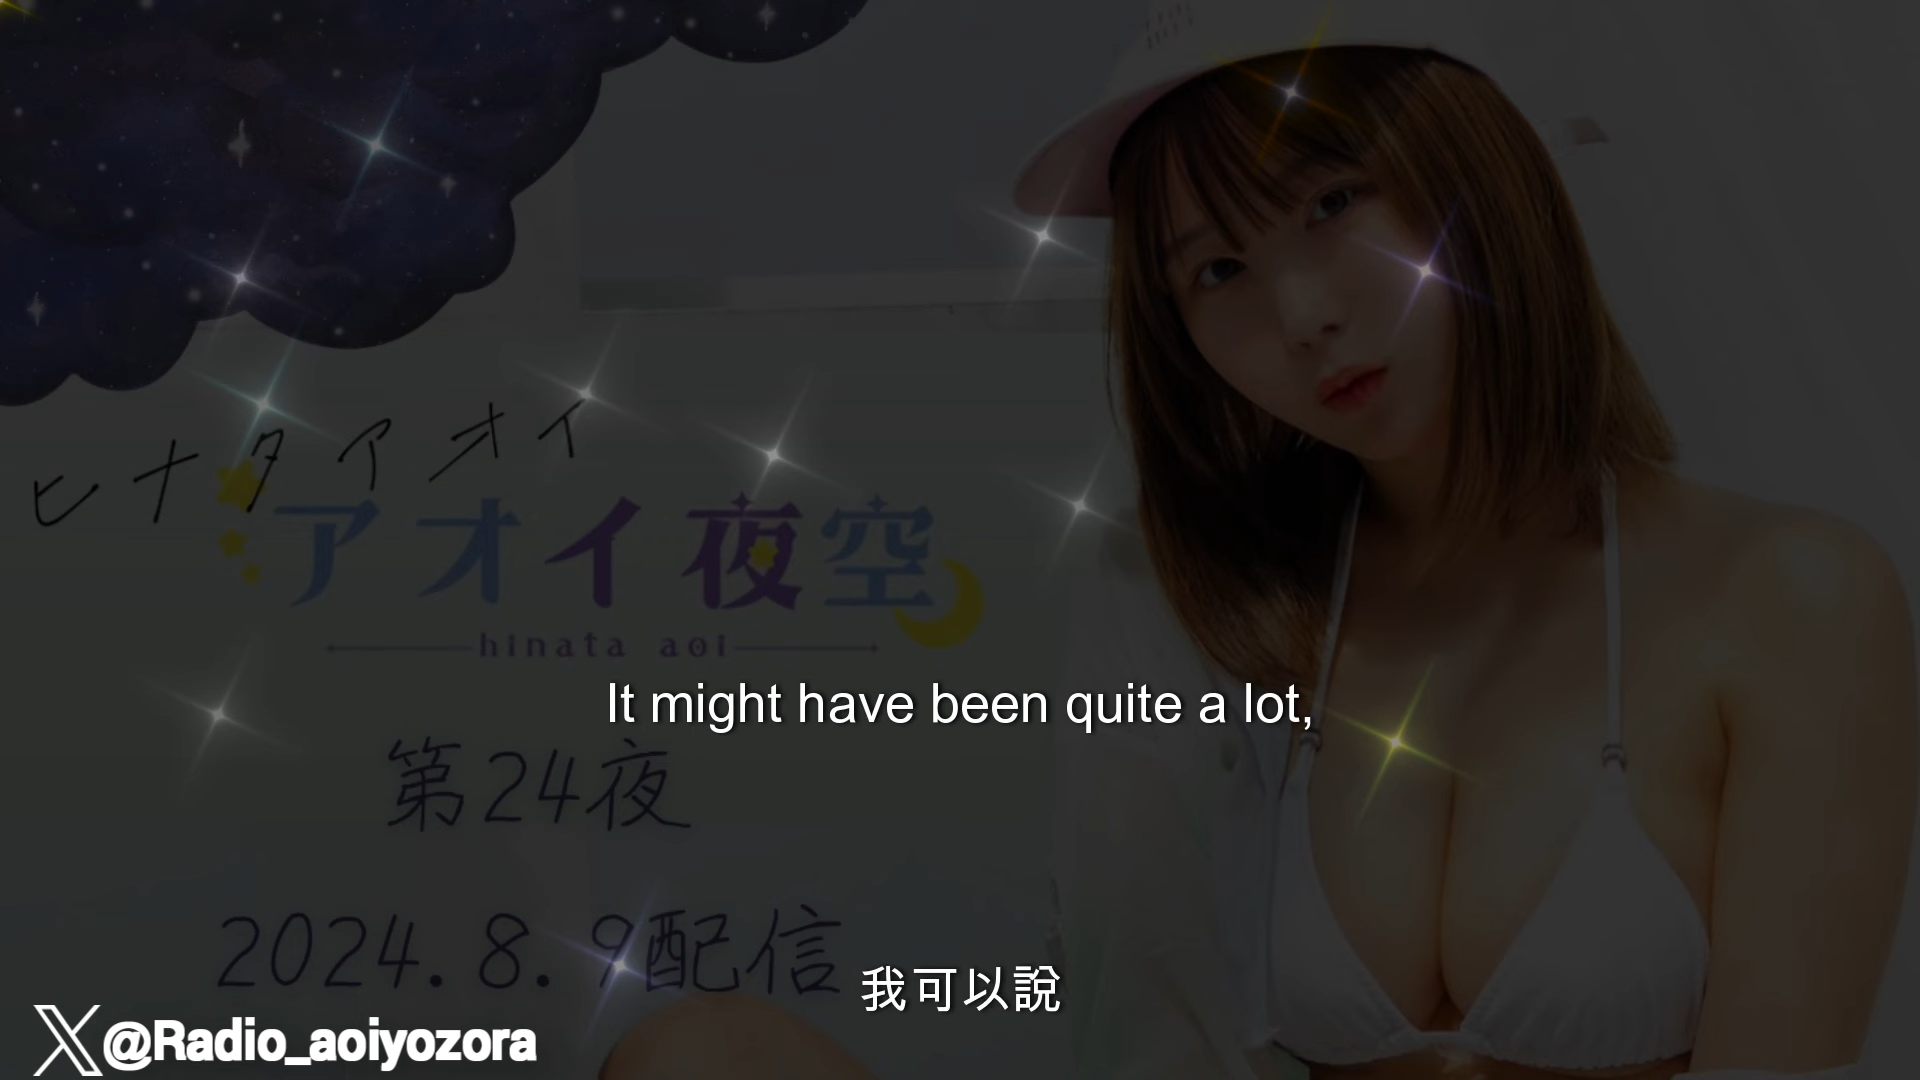 ヒナタアオイ
アオイ夜空
hinata aoi
It might have been quite a lot,
第24夜
2024.8.9配信
我可以說
X@Radio_aoiyozora